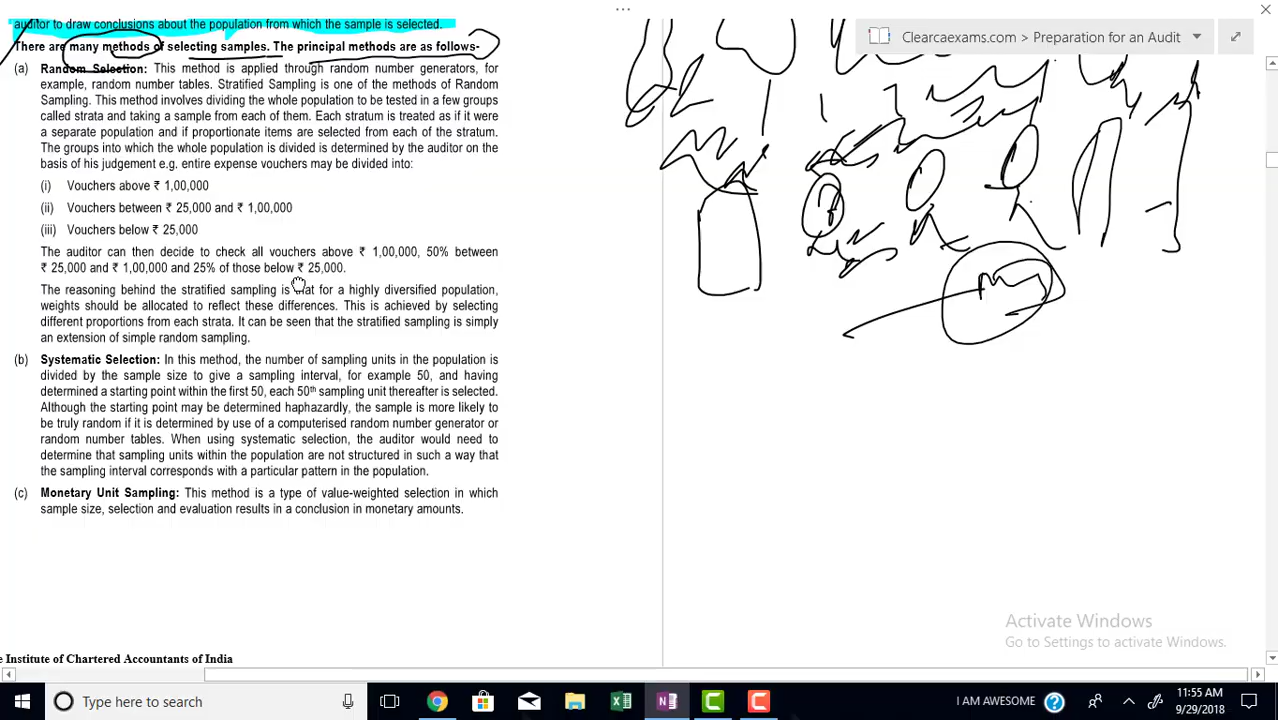 auditor to draw conclusions about the population from which the sample is selected.
There are many methods of selecting samples. The principal methods are as follows-
(a) Random Selection: This method is applied through random number generators, for
example, random number tables. Stratified Sampling is one of the methods of Random
Sampling. This method involves dividing the whole population to be tested in a few groups
called strata and taking a sample from each of them. Each stratum is treated as if it were
a separate population and if proportionate items are selected from each of the stratum.
The groups into which the whole population is divided is determined by the auditor on the
basis of his judgement e.g. entire expense vouchers may be divided into:
(i) Vouchers above ₹ 1,00,000
(ii) Vouchers between ₹ 25,000 and ₹ 1,00,000
(iii) Vouchers below ₹ 25,000
The auditor can then decide to check all vouchers above ₹ 1,00,000, 50% between
₹ 25,000 and ₹ 1,00,000 and 25% of those below ₹ 25,000.
The reasoning behind the stratified sampling is that for a highly diversified population,
weights should be allocated to reflect these differences. This is achieved by selecting
different proportions from each strata. It can be seen that the stratified sampling is simply
an extension of simple random sampling.
(b) Systematic Selection: In this method, the number of sampling units in the population is
divided by the sample size to give a sampling interval, for example 50, and having
determined a starting point within the first 50, each 50th sampling unit thereafter is selected.
Although the starting point may be determined haphazardly, the sample is more likely to
be truly random if it is determined by use of a computerised random number generator or
random number tables. When using systematic selection, the auditor would need to
determine that sampling units within the population are not structured in such a way that
the sampling interval corresponds with a particular pattern in the population.
(c) Monetary Unit Sampling: This method is a type of value-weighted selection in which
sample size, selection and evaluation results in a conclusion in monetary amounts.
e Institute of Chartered Accountants of India
Clearcaexams.com > Preparation for an Audit
Activate Windows
Go to Settings to activate Windows.
Type here to search
I AM AWESOME
11:55 AM
9/29/2018